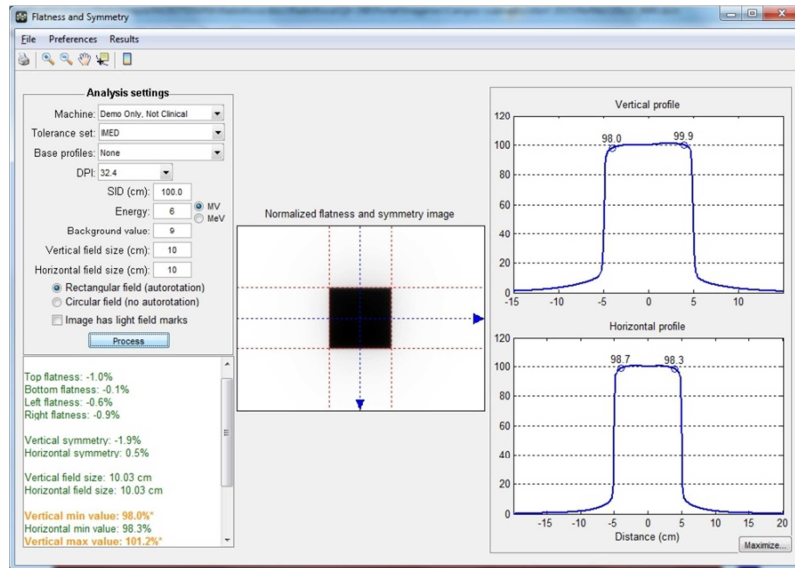 Flatness and Symmetry
File Preferences Results
Analysis settings
Machine: Demo Only, Not Clinical
Tolerance set: IMED
Base profiles: None
DPI: 32.4
SID (cm): 100.0
Energy: 6 MV
MeV
Background value: 9
Vertical field size (cm): 10
Horizontal field size (cm): 10
Rectangular field (autorotation)
Circular field (no autorotation)
Image has light field marks
Process
Top flatness: -1.0%
Bottom flatness: -0.1%
Left flatness: -0.6%
Right flatness: -0.9%
Vertical symmetry: -1.9%
Horizontal symmetry: 0.5%
Vertical field size: 10.03 cm
Horizontal field size: 10.03 cm
Vertical min value: 98.0%*
Horizontal min value: 98.3%
Vertical max value: 101.2%*
Normalized flatness and symmetry image
Vertical profile
120
98.0 99.9
100
80
60
40
20
0
-15 -10 -5 0 5 10
Horizontal profile
120
98.7 98.3
100
80
60
40
20
0
-15 -10 -5 0 5 10 15 20
Distance (cm)
Maximize...